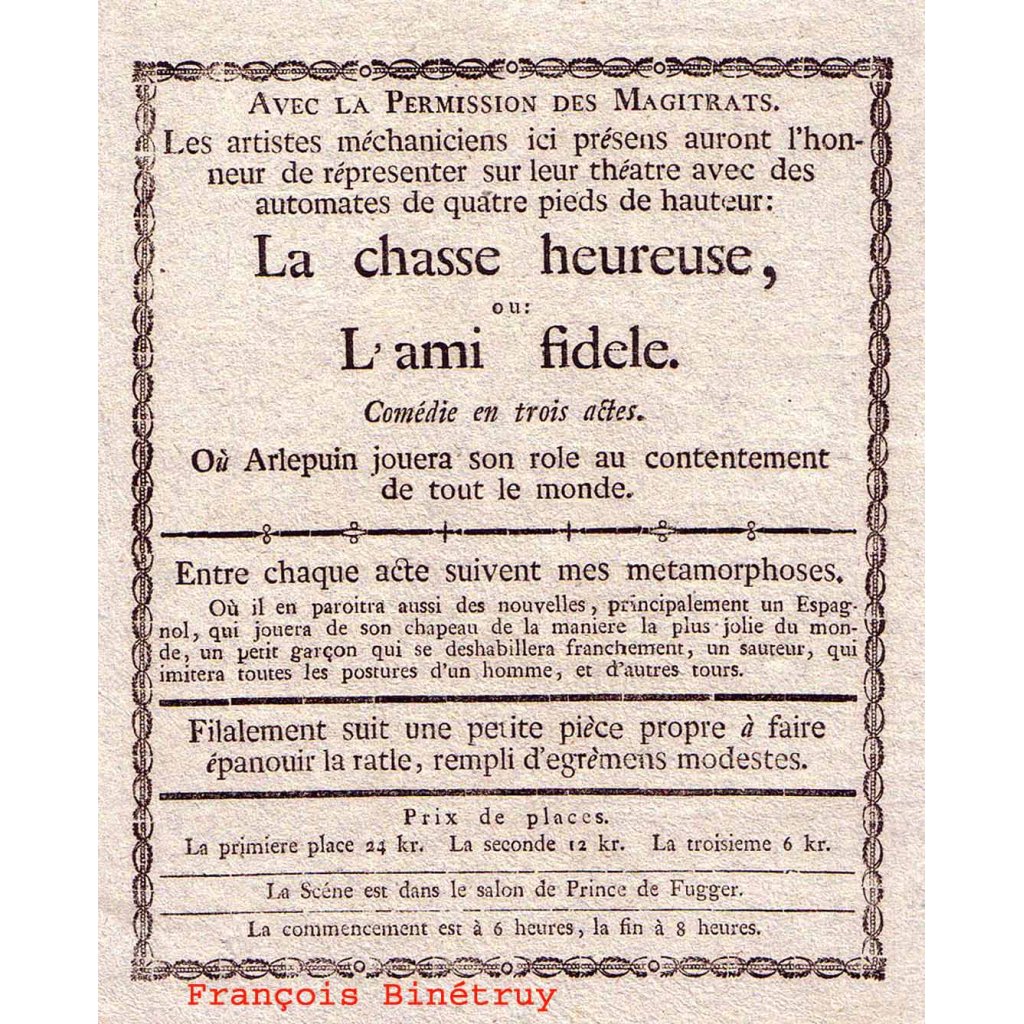 AVEC LA PERMISSION DES MAGITRATS.
Les artistes méchaniciens ici présens auront l'hon-
neur de répresenter sur leur théatre avec des
automates de quatre pieds de hauteur:
La chasse heureuse,
ou:
L'ami fidele.
Comédie en trois actes.
Où Arlepuin jouera son role au contentement
de tout le monde.
Entre chaque acte suivent mes metamorphoses.
Où il en paroitra aussi des nouvelles, principalement un Espag-
nol, qui jouera de son chapeau de la maniere la plus jolie du mon-
de, un petit garçon qui se deshabillera franchement, un sauteur, qui
imitera toutes les postures d'un homme, et d'autres tours.
Filalement suit une petite pièce propre à faire
épanouir la ratle, rempli d'egrèmens modestes.
Prix de places.
La primiere place 24 kr. La seconde 12 kr. La troisieme 6 kr.
La Scéne est dans le salon de Prince de Fugger.
La commencement est à 6 heures, la fin à 8 heures.
François Binétruy